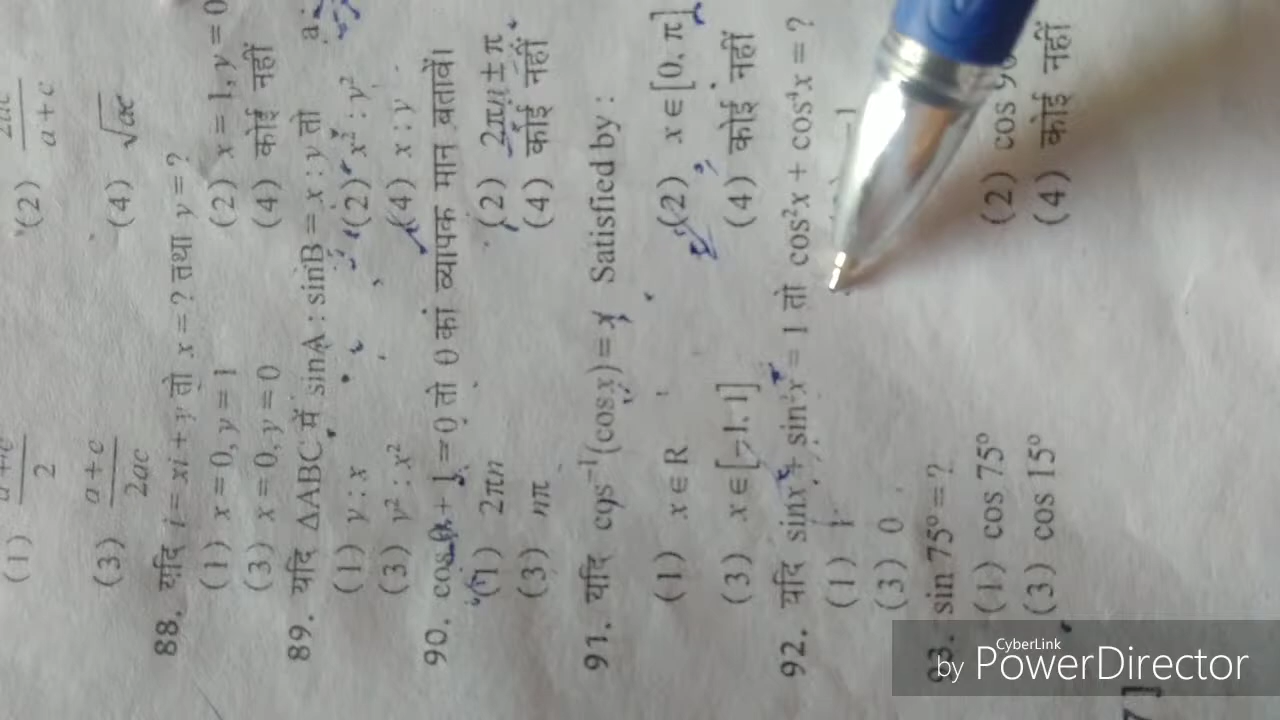 (1) a + c / 2 (2) a + c
(3) a + c / 2ac (4) √ac
88. यदि i = xi + y तो x = ? तथा y = ?
(1) x = 0, y = 1 (2) x = 1, y = 0
(3) x = 0, y = 0 (4) कोई नहीं
89. यदि ΔABC में sinA : sinB = x : y तो a :
(1) y : x (2) x² : y²
(3) y² : x² (4) x : y
90. cos θ + 1 = 0 तो θ का व्यापक मान बतावें।
(1) 2πn (2) 2πn ± π
(3) nπ (4) कोई नहीं
91. यदि cos⁻¹(cos x) = x Satisfied by :
(1) x ∈ R (2) x ∈ [0, π]
(3) x ∈ [-1, 1] (4) कोई नहीं
92. यदि sinx + sin²x = 1 तो cos²x + cos⁴x = ?
(1) 1 -1
(3) 0
93. sin 75° = ?
(1) cos 75° (2) cos
(3) cos 15° (4) कोई नहीं
7]
by CyberLink PowerDirector